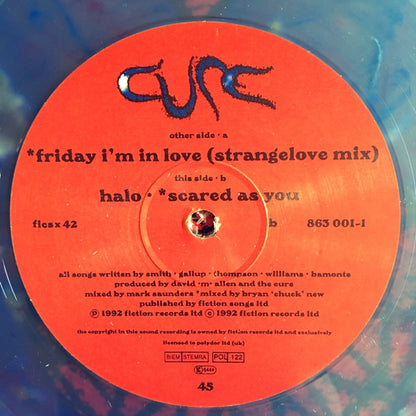 CURE
other side · a
*friday i'm in love (strangelove mix)
this side · b
halo · *scared as you
ficsx 42 b 863 001-1
all songs written by smith · gallup · thompson · williams · bamonte
produced by david · m · allen and the cure
mixed by mark saunders *mixed by bryan 'chuck' new
published by fiction songs ltd
℗ 1992 fiction records ltd © 1992 fiction records ltd
the copyright in this sound recording is owned by fiction records ltd and exclusively
licensed to polydor ltd (uk)
BIEM STEMRA POL 122
45